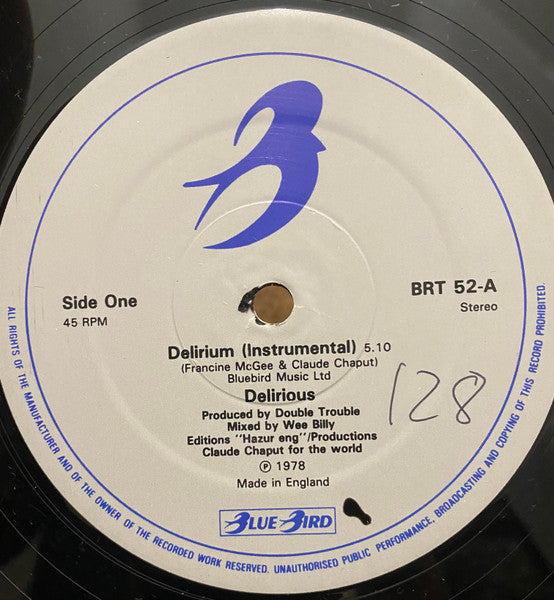 Side One
45 RPM
BRT 52-A
Stereo
Delirium (Instrumental) 5.10
(Francine McGee & Claude Chaput)
Bluebird Music Ltd
Delirious
Produced by Double Trouble
Mixed by Wee Billy
Editions "Hazur eng"/Productions
Claude Chaput for the world
℗ 1978
Made in England
128
BLUE-BIRD
ALL RIGHTS OF THE MANUFACTURER AND OF THE OWNER OF THE RECORDED WORK RESERVED. UNAUTHORISED PUBLIC PERFORMANCE, BROADCASTING AND COPYING OF THIS RECORD PROHIBITED.